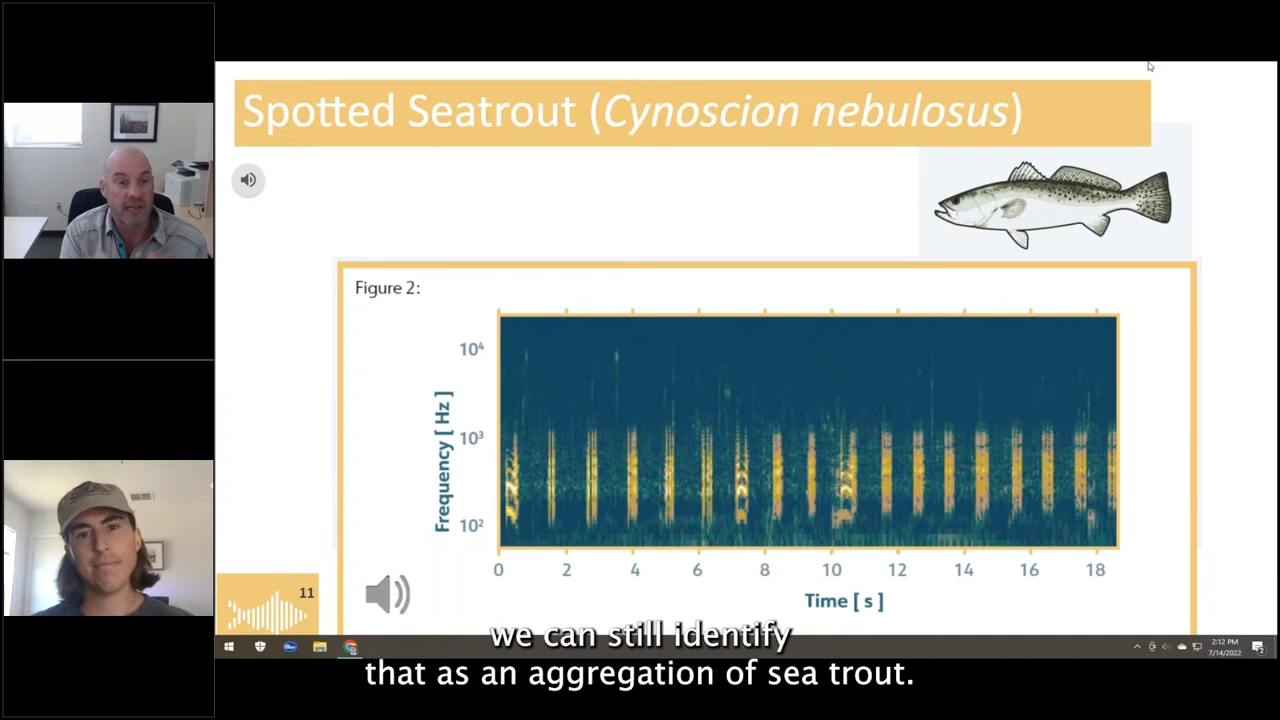 Spotted Seatrout (Cynoscion nebulosus)
Figure 2:
Frequency [ Hz ]
10⁴
10³
10²
0 2 4 6 8 10 12 14 16 18
Time [ s ]
11
we can still identify
that as an aggregation of sea trout.
2:12 PM
7/14/2022